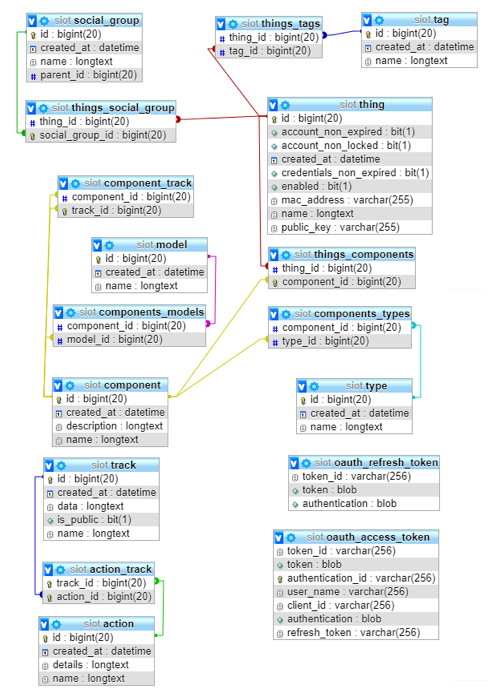 siot social_group
id : bigint(20)
created_at : datetime
name : longtext
parent_id : bigint(20)
siot things_tags
thing_id : bigint(20)
tag_id : bigint(20)
siot tag
id : bigint(20)
created_at : datetime
name : longtext
siot things_social_group
thing_id : bigint(20)
social_group_id : bigint(20)
siot thing
id : bigint(20)
account_non_expired : bit(1)
account_non_locked : bit(1)
created_at : datetime
credentials_non_expired : bit(1)
enabled : bit(1)
mac_address : varchar(255)
name : longtext
public_key : varchar(255)
siot component_track
component_id : bigint(20)
track_id : bigint(20)
siot model
id : bigint(20)
created_at : datetime
name : longtext
siot things_components
thing_id : bigint(20)
component_id : bigint(20)
siot components_models
component_id : bigint(20)
model_id : bigint(20)
siot components_types
component_id : bigint(20)
type_id : bigint(20)
siot component
id : bigint(20)
created_at : datetime
description : longtext
name : longtext
siot type
id : bigint(20)
created_at : datetime
name : longtext
siot track
id : bigint(20)
created_at : datetime
data : longtext
is_public : bit(1)
name : longtext
siot oauth_refresh_token
token_id : varchar(256)
token : blob
authentication : blob
siot oauth_access_token
token_id : varchar(256)
token : blob
authentication_id : varchar(256)
user_name : varchar(256)
client_id : varchar(256)
authentication : blob
refresh_token : varchar(256)
siot action_track
track_id : bigint(20)
action_id : bigint(20)
siot action
id : bigint(20)
created_at : datetime
details : longtext
name : longtext